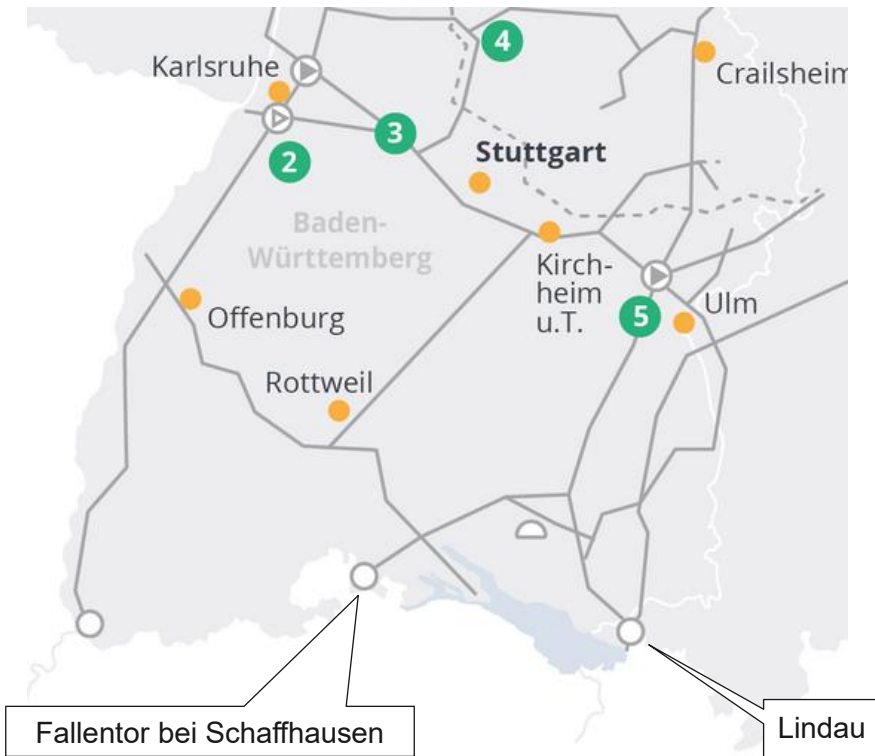 4
Karlsruhe
Crailsheim
3
2
Stuttgart
Baden-
Württemberg
Kirch-
heim
u.T.
Ulm
5
Offenburg
Rottweil
Fallentor bei Schaffhausen
Lindau